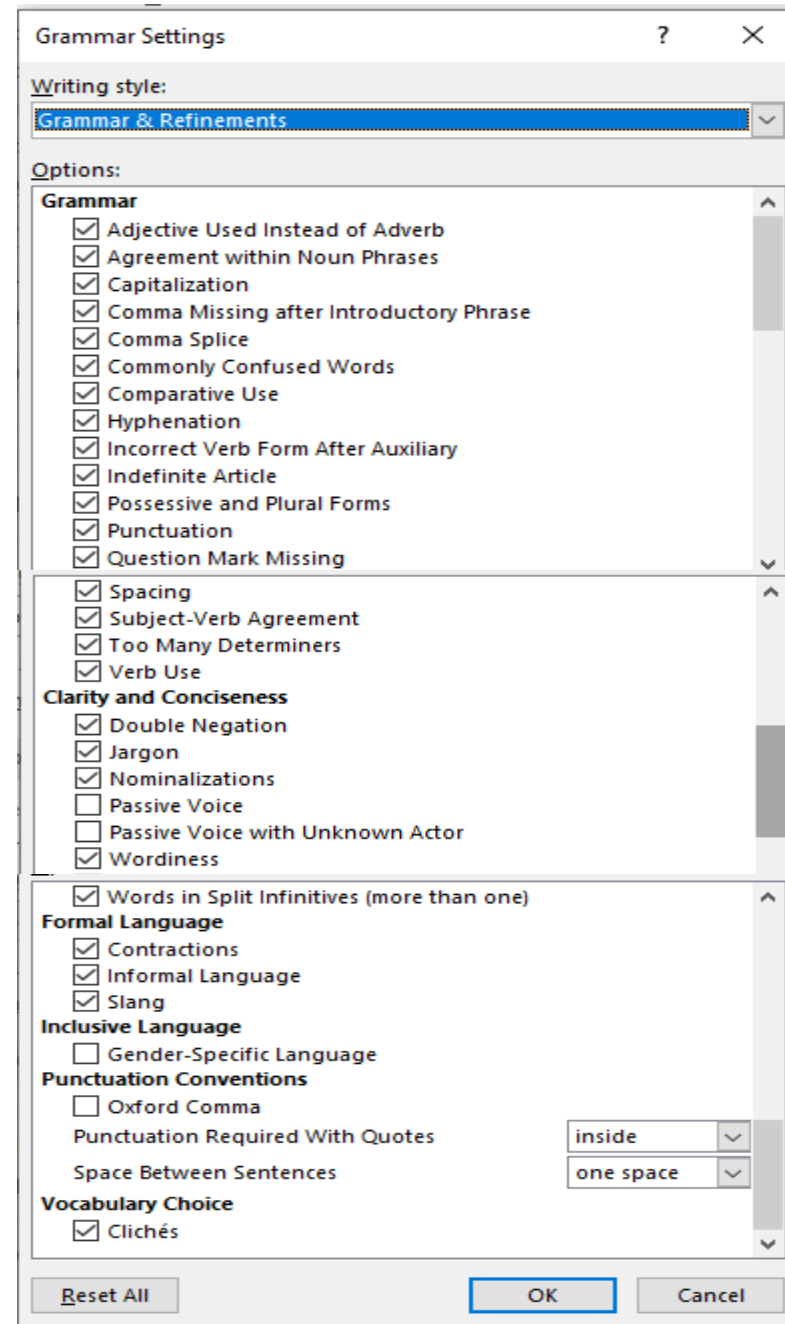 Grammar Settings ? ×
Writing style:
Grammar & Refinements
Options:
Grammar
Adjective Used Instead of Adverb
Agreement within Noun Phrases
Capitalization
Comma Missing after Introductory Phrase
Comma Splice
Commonly Confused Words
Comparative Use
Hyphenation
Incorrect Verb Form After Auxiliary
Indefinite Article
Possessive and Plural Forms
Punctuation
Question Mark Missing
Spacing
Subject-Verb Agreement
Too Many Determiners
Verb Use
Clarity and Conciseness
Double Negation
Jargon
Nominalizations
Passive Voice
Passive Voice with Unknown Actor
Wordiness
Words in Split Infinitives (more than one)
Formal Language
Contractions
Informal Language
Slang
Inclusive Language
Gender-Specific Language
Punctuation Conventions
Oxford Comma
Punctuation Required With Quotes inside
Space Between Sentences one space
Vocabulary Choice
Clichés
Reset All OK Cancel